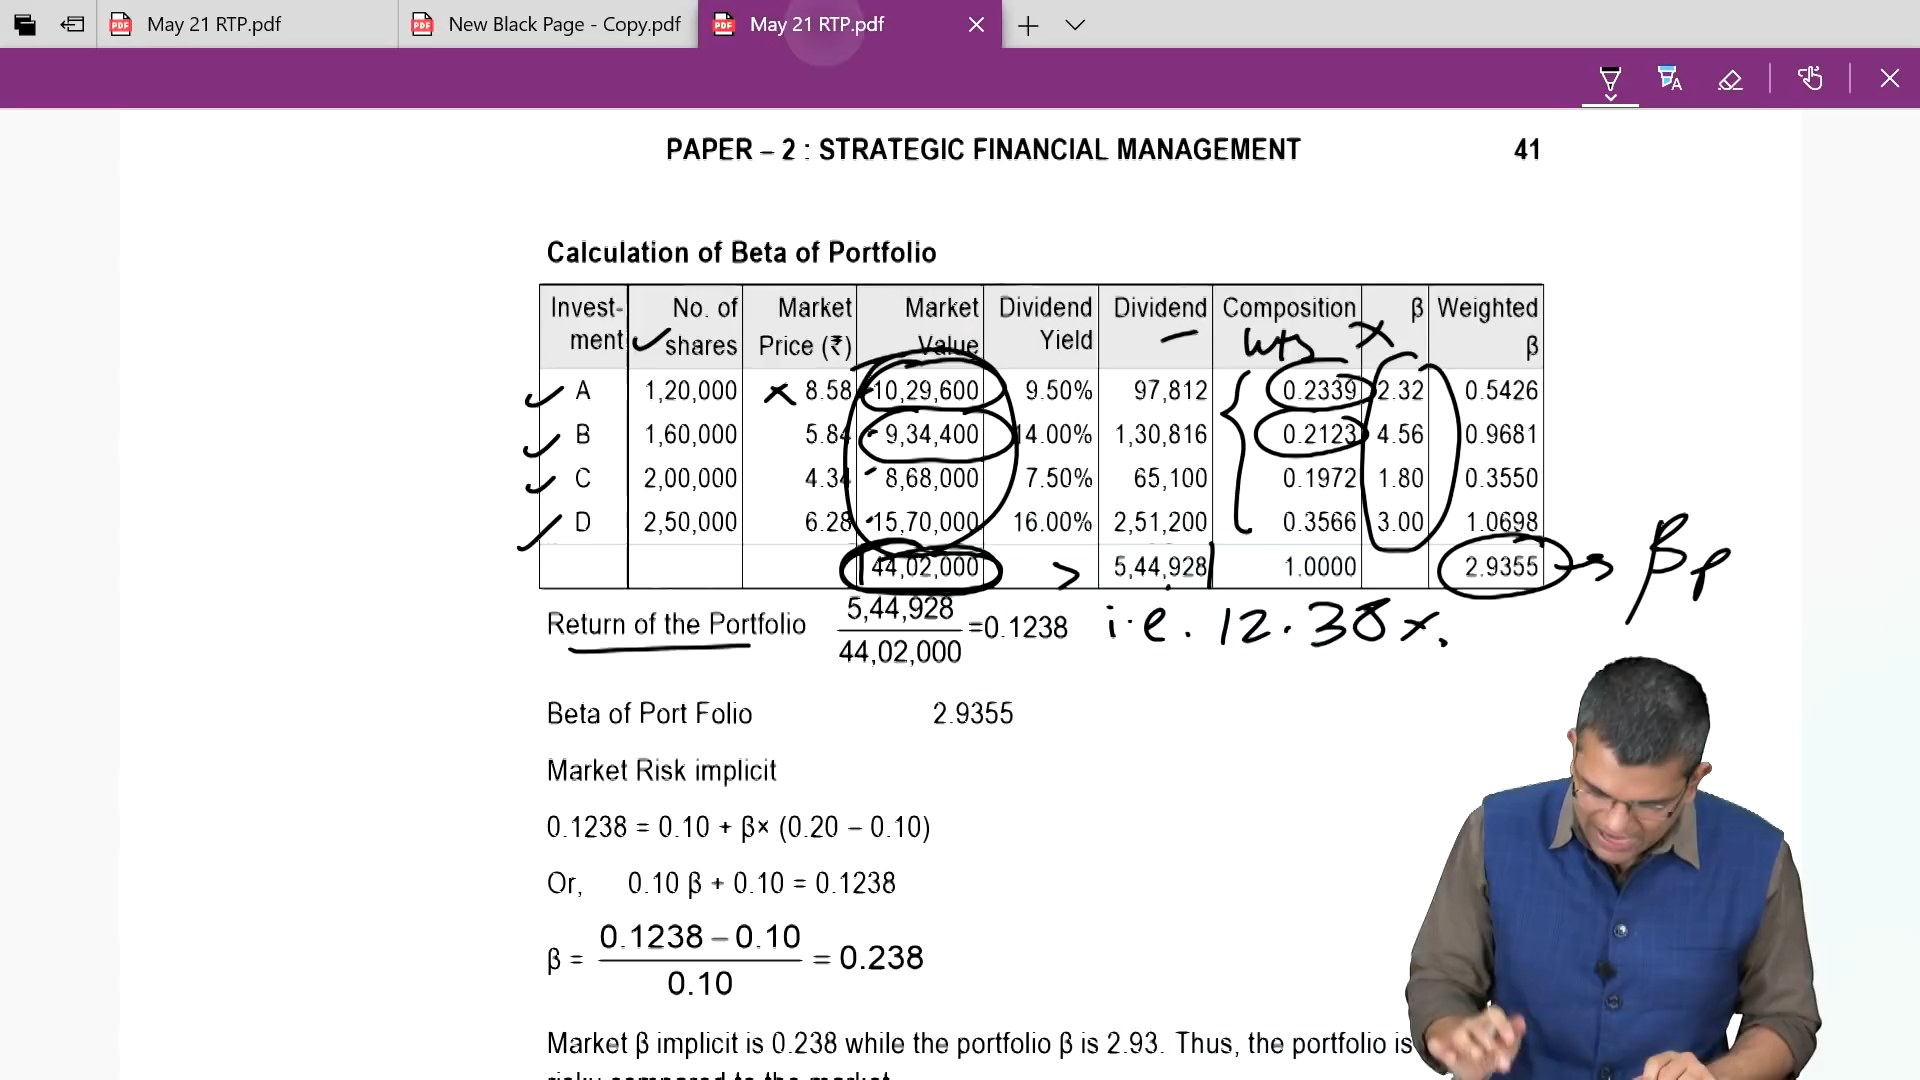 May 21 RTP.pdf
New Black Page - Copy.pdf
May 21 RTP.pdf
PAPER – 2 : STRATEGIC FINANCIAL MANAGEMENT 41
Calculation of Beta of Portfolio
Invest- No. of Market Market Dividend Dividend Composition β Weighted
ment shares Price (₹) Value Yield β
wts x
A 1,20,000 x 8.58 10,29,600 9.50% 97,812 0.2339 2.32 0.5426
B 1,60,000 5.84 9,34,400 14.00% 1,30,816 0.2123 4.56 0.9681
C 2,00,000 4.34 8,68,000 7.50% 65,100 0.1972 1.80 0.3550
D 2,50,000 6.28 15,70,000 16.00% 2,51,200 0.3566 3.00 1.0698
44,02,000 > 5,44,928 1.0000 2.9355 → βp
Return of the Portfolio 5,44,928
44,02,000
=0.1238 i.e. 12.38%.
Beta of Port Folio 2.9355
Market Risk implicit
0.1238 = 0.10 + β× (0.20 – 0.10)
Or, 0.10 β + 0.10 = 0.1238
β = 0.1238 – 0.10
0.10
= 0.238
Market β implicit is 0.238 while the portfolio β is 2.93. Thus, the portfolio is
risky compared to the market